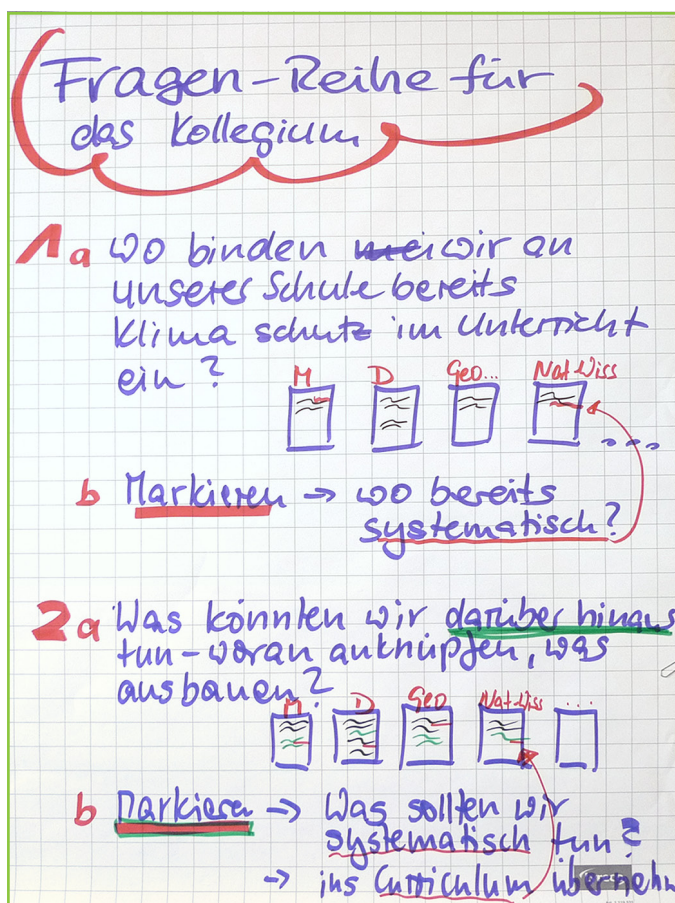 Fragen-Reihe für
das Kollegium
1a wo binden wir an
unserer Schule bereits
Klima schutz im Unterricht
ein?
M D Geo... Nat Wiss
....
b Markieren → wo bereits
systematisch?
2a Was könnten wir darüber hinaus
tun - woran anknüpfen, was
ausbauen?
M D Geo Nat Wiss ...
b Markieren → Was sollten wir
systematisch tun?
→ ins Curriculum übernehm